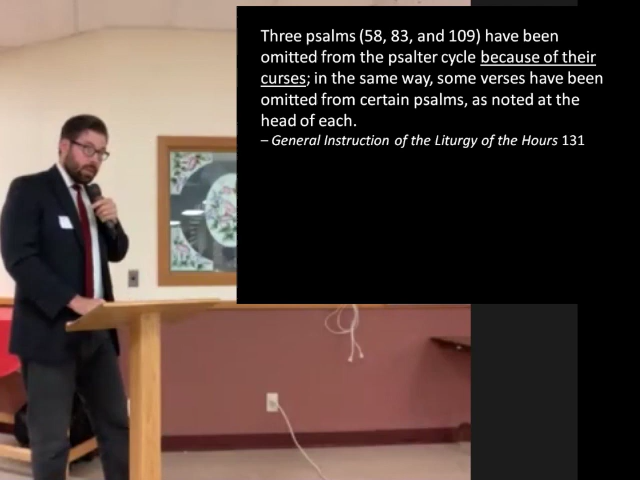 Three psalms (58, 83, and 109) have been
omitted from the psalter cycle because of their
curses; in the same way, some verses have been
omitted from certain psalms, as noted at the
head of each.
– General Instruction of the Liturgy of the Hours 131